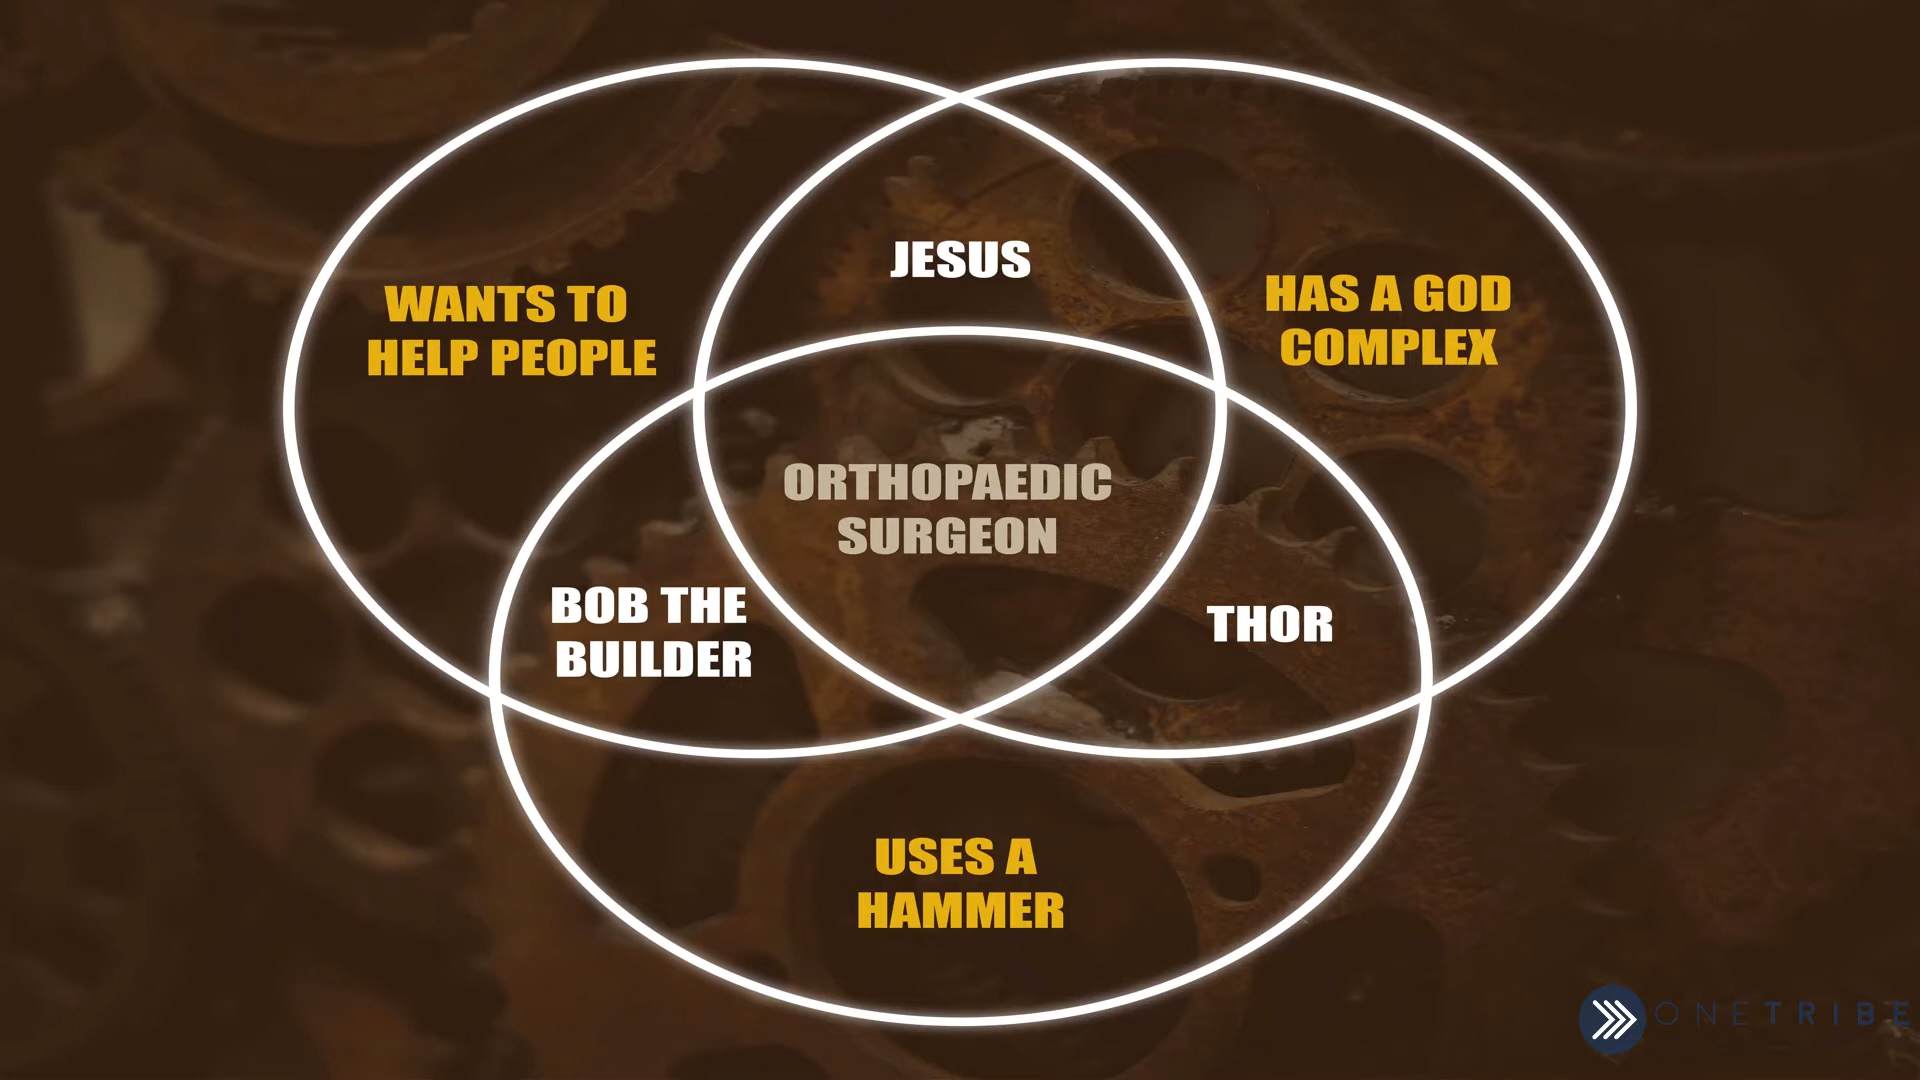 JESUS
WANTS TO
HELP PEOPLE
HAS A GOD
COMPLEX
ORTHOPAEDIC
SURGEON
BOB THE
BUILDER
THOR
USES A
HAMMER
ONETRIBE